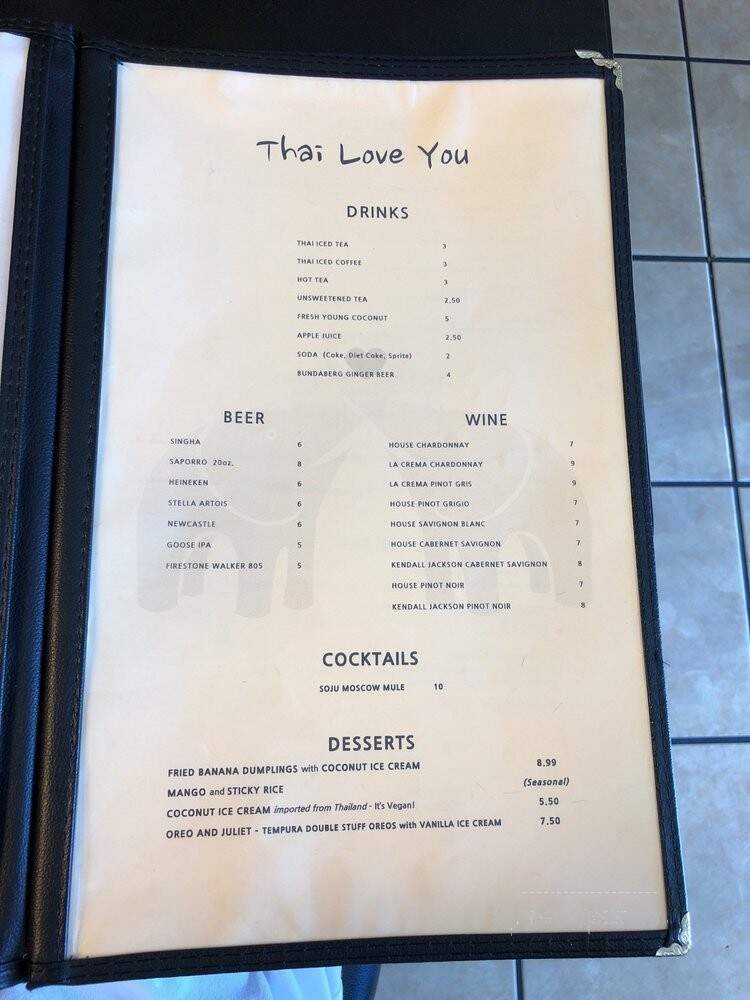 Thai Love You
DRINKS
THAI ICED TEA 3
THAI ICED COFFEE 3
HOT TEA 3
UNSWEETENED TEA 2.50
FRESH YOUNG COCONUT 5
APPLE JUICE 2.50
SODA (Coke, Diet Coke, Sprite) 2
BUNDABERG GINGER BEER 4
BEER
SINGHA 6
SAPORRO 20oz. 8
HEINEKEN 6
STELLA ARTOIS 6
NEWCASTLE 6
GOOSE IPA 5
FIRESTONE WALKER 805 5
WINE
HOUSE CHARDONNAY 7
LA CREMA CHARDONNAY 9
LA CREMA PINOT GRIS 9
HOUSE PINOT GRIGIO 7
HOUSE SAVIGNON BLANC 7
HOUSE CABERNET SAVIGNON 7
KENDALL JACKSON CABERNET SAVIGNON 8
HOUSE PINOT NOIR 7
KENDALL JACKSON PINOT NOIR 8
COCKTAILS
SOJU MOSCOW MULE 10
DESSERTS
FRIED BANANA DUMPLINGS with COCONUT ICE CREAM 8.99
MANGO and STICKY RICE (Seasonal)
COCONUT ICE CREAM imported from Thailand - It's Vegan! 5.50
OREO AND JULIET - TEMPURA DOUBLE STUFF OREOS with VANILLA ICE CREAM 7.50